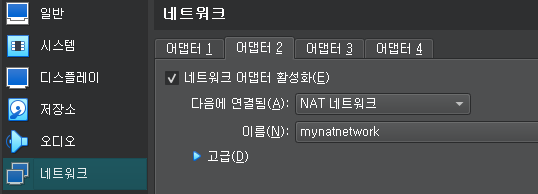 일반
시스템
디스플레이
저장소
오디오
네트워크
네트워크
어댑터 1 어댑터 2 어댑터 3 어댑터 4
네트워크 어댑터 활성화(E)
다음에 연결됨(A): NAT 네트워크
이름(N): mynatnetwork
고급(D)